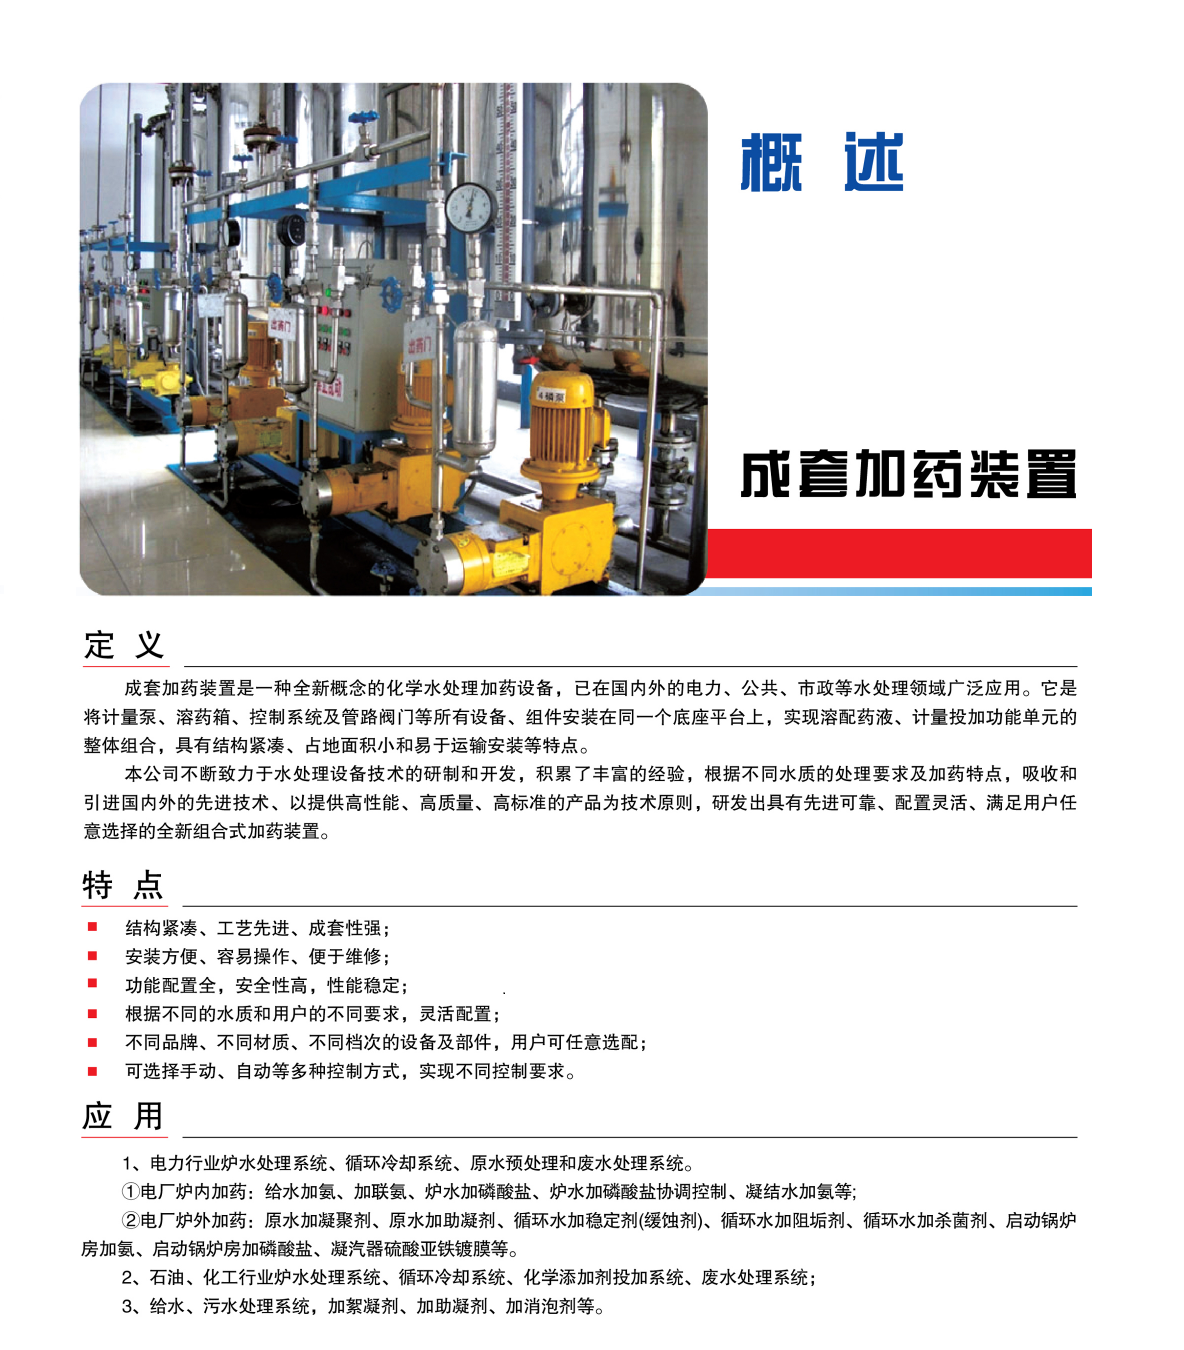 概 述
成套加药装置
出药门
出药门
4磷泵
定 义
成套加药装置是一种全新概念的化学水处理加药设备，已在国内外的电力、公共、市政等水处理领域广泛应用。它是
将计量泵、溶药箱、控制系统及管路阀门等所有设备、组件安装在同一个底座平台上，实现溶配药液、计量投加功能单元的
整体组合，具有结构紧凑、占地面积小和易于运输安装等特点。
本公司不断致力于水处理设备技术的研制和开发，积累了丰富的经验，根据不同水质的处理要求及加药特点，吸收和
引进国内外的先进技术、以提供高性能、高质量、高标准的产品为技术原则，研发出具有先进可靠、配置灵活、满足用户任
意选择的全新组合式加药装置。
特 点
■ 结构紧凑、工艺先进、成套性强；
■ 安装方便、容易操作、便于维修；
■ 功能配置全，安全性高，性能稳定；
■ 根据不同的水质和用户的不同要求，灵活配置；
■ 不同品牌、不同材质、不同档次的设备及部件，用户可任意选配；
■ 可选择手动、自动等多种控制方式，实现不同控制要求。
应 用
1、电力行业炉水处理系统、循环冷却系统、原水预处理和废水处理系统。
①电厂炉内加药：给水加氨、加联氨、炉水加磷酸盐、炉水加磷酸盐协调控制、凝结水加氨等;
②电厂炉外加药：原水加凝聚剂、原水加助凝剂、循环水加稳定剂(缓蚀剂)、循环水加阻垢剂、循环水加杀菌剂、启动锅炉
房加氨、启动锅炉房加磷酸盐、凝汽器硫酸亚铁镀膜等。
2、石油、化工行业炉水处理系统、循环冷却系统、化学添加剂投加系统、废水处理系统；
3、给水、污水处理系统，加絮凝剂、加助凝剂、加消泡剂等。